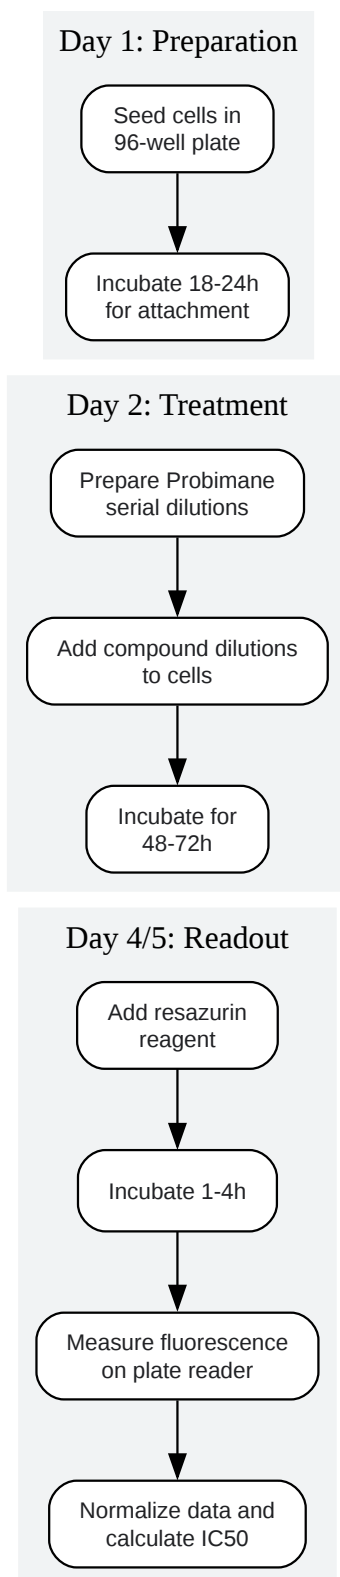 Day 1: Preparation
Seed cells in
96-well plate
Incubate 18-24h
for attachment
Day 2: Treatment
Prepare Probimane
serial dilutions
Add compound dilutions
to cells
Incubate for
48-72h
Day 4/5: Readout
Add resazurin
reagent
Incubate 1-4h
Measure fluorescence
on plate reader
Normalize data and
calculate IC50